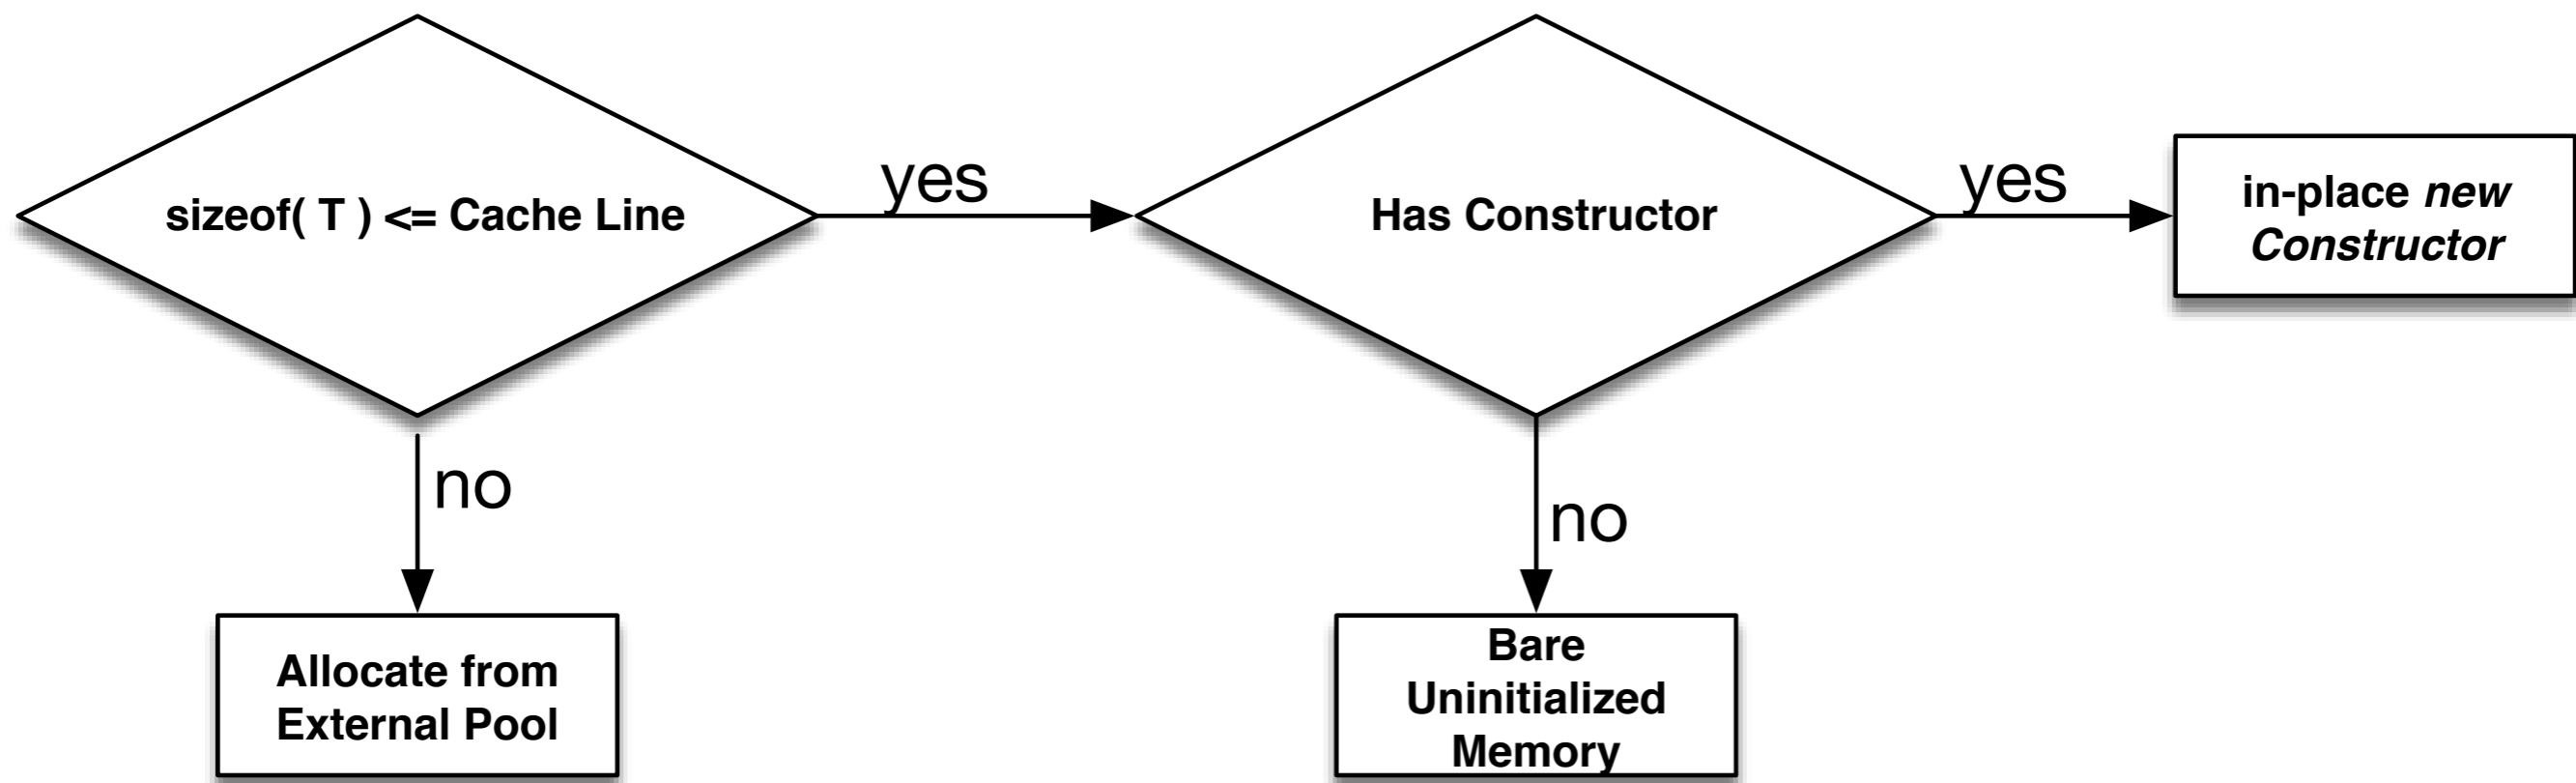 sizeof( T ) <= Cache Line
yes
Has Constructor
yes
in-place new
Constructor
no
Allocate from
External Pool
no
Bare
Uninitialized
Memory